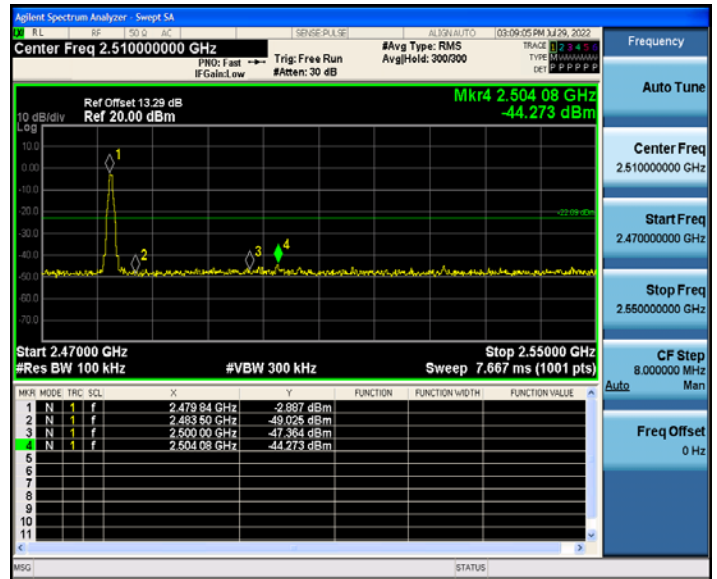 Agilent Spectrum Analyzer - Swept SA
RL RF 50 Ω AC SENSE:PULSE ALIGNAUTO 03:09:05 PM Jul 29, 2022
Center Freq 2.510000000 GHz
PNO: Fast
IFGain:Low
Trig: Free Run
#Atten: 30 dB
#Avg Type: RMS
Avg|Hold: 300/300
TRACE 1 2 3 4 5 6
TYPE
DET P P P P P P
Ref Offset 13.29 dB
10 dB/div Ref 20.00 dBm
Log
Mkr4 2.504 08 GHz
-44.273 dBm
10.0
0.00
-10.0
-20.0
-30.0
-40.0
-50.0
-60.0
-70.0
1
2
3
4
-22.09 dBm
Start 2.47000 GHz Stop 2.55000 GHz
#Res BW 100 kHz #VBW 300 kHz Sweep 7.667 ms (1001 pts)
MKR MODE TRC SCL X Y FUNCTION FUNCTION WIDTH FUNCTION VALUE
1 N 1 f 2.479 84 GHz -2.887 dBm
2 N 1 f 2.483 50 GHz -49.025 dBm
3 N 1 f 2.500 00 GHz -47.364 dBm
4 N 1 f 2.504 08 GHz -44.273 dBm
5
6
7
8
9
10
11
MSG STATUS
Frequency
Auto Tune
Center Freq
2.510000000 GHz
Start Freq
2.470000000 GHz
Stop Freq
2.550000000 GHz
CF Step
8.000000 MHz
Auto Man
Freq Offset
0 Hz